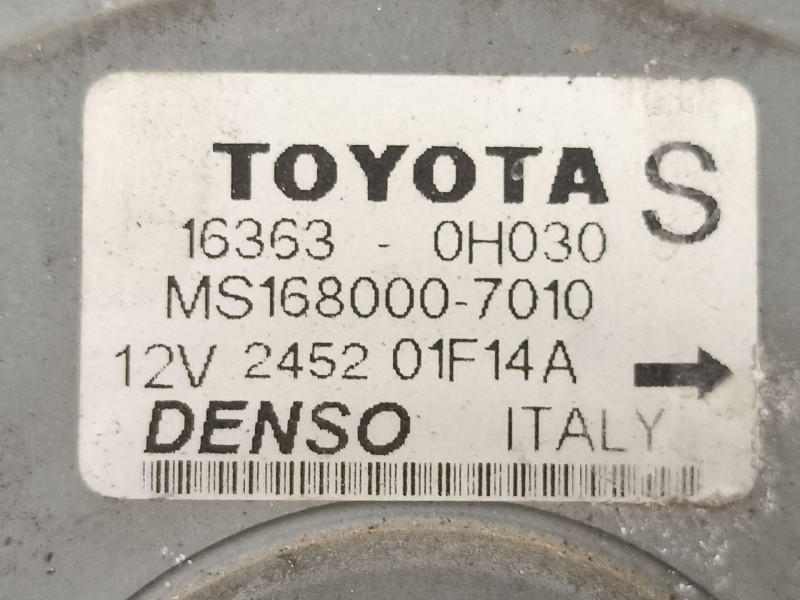 TOYOTA S
16363 - 0H030
MS168000-7010
12V 2452 01F14A
DENSO ITALY